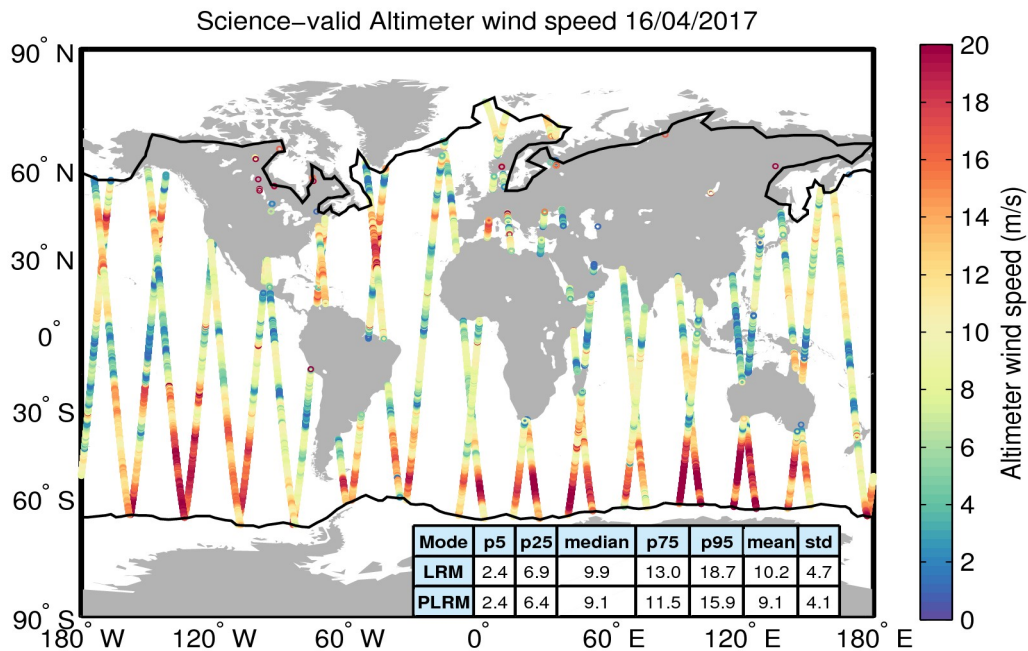 Science−valid Altimeter wind speed 16/04/2017
90° N
60° N
30° N
0°
30° S
60° S
90° S
180° W
120° W
60° W
0°
60° E
120° E
180° E
Mode p5 p25 median p75 p95 mean std
LRM 2.4 6.9 9.9 13.0 18.7 10.2 4.7
PLRM 2.4 6.4 9.1 11.5 15.9 9.1 4.1
20
18
16
14
12
10
8
6
4
2
0
Altimeter wind speed (m/s)